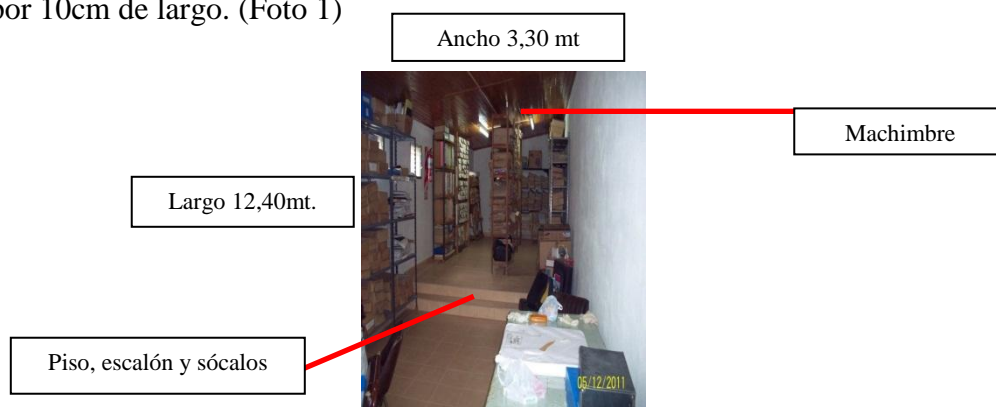 por 10cm de largo. (Foto 1)
Ancho 3,30 mt
Machimbre
Largo 12,40mt.
Piso, escalón y sócalos
05/12/2011